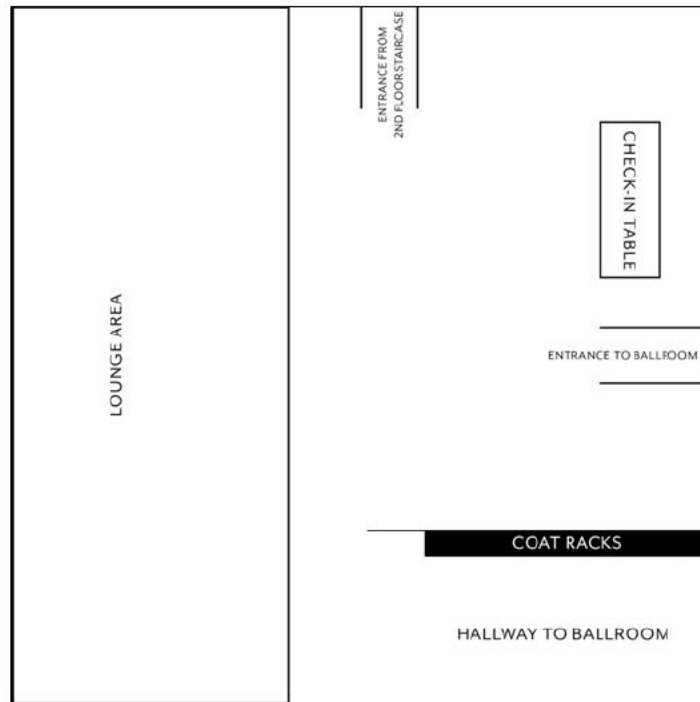 ENTRANCE FROM
2ND FLOOR STAIRCASE
CHECK-IN TABLE
LOUNGE AREA
ENTRANCE TO BALLROOM
COAT RACKS
HALLWAY TO BALLROOM